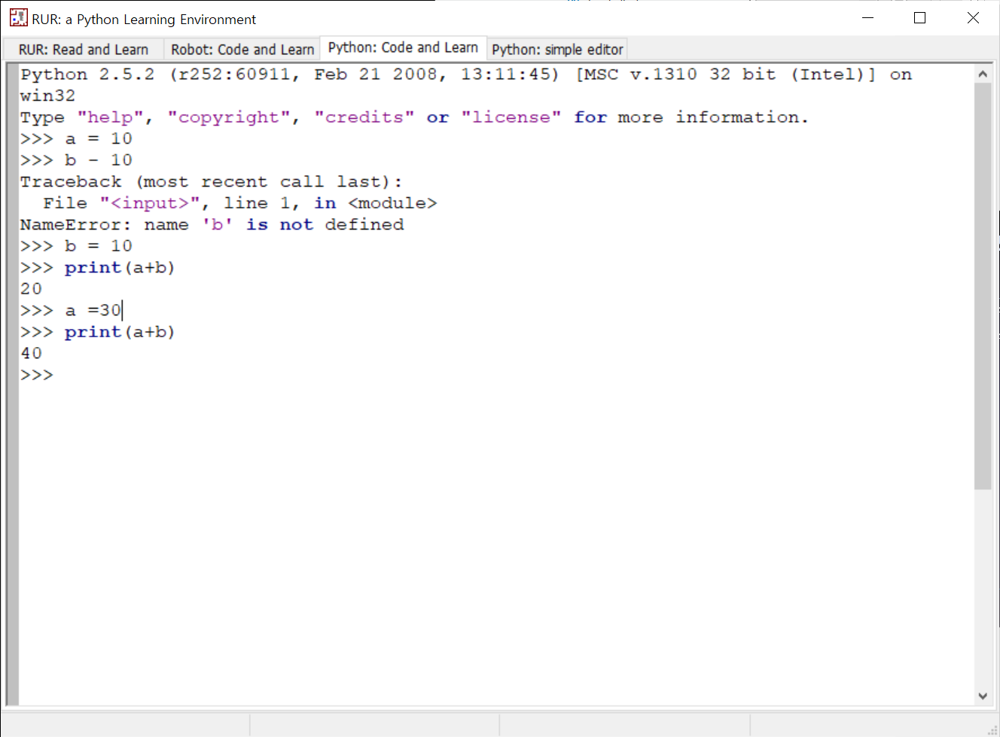 RUR: a Python Learning Environment
RUR: Read and Learn Robot: Code and Learn Python: Code and Learn Python: simple editor
Python 2.5.2 (r252:60911, Feb 21 2008, 13:11:45) [MSC v.1310 32 bit (Intel)] on
win32
Type "help", "copyright", "credits" or "license" for more information.
>>> a = 10
>>> b - 10
Traceback (most recent call last):
  File "<input>", line 1, in <module>
NameError: name 'b' is not defined
>>> b = 10
>>> print(a+b)
20
>>> a =30
>>> print(a+b)
40
>>>